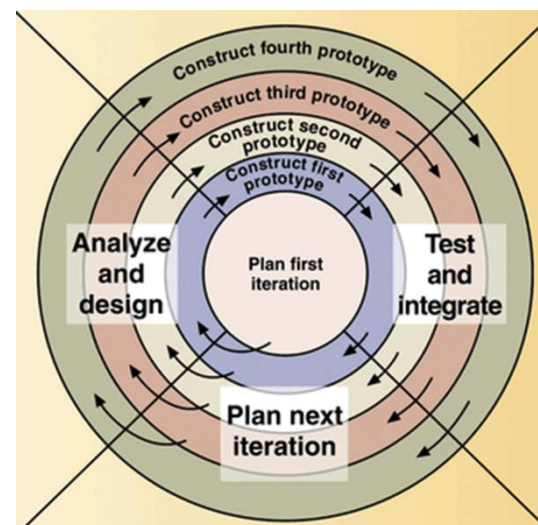 Construct fourth prototype
Construct third prototype
Construct second
prototype
Construct first
prototype
Plan first
iteration
Analyze
and
design
Test
and
integrate
Plan next
iteration